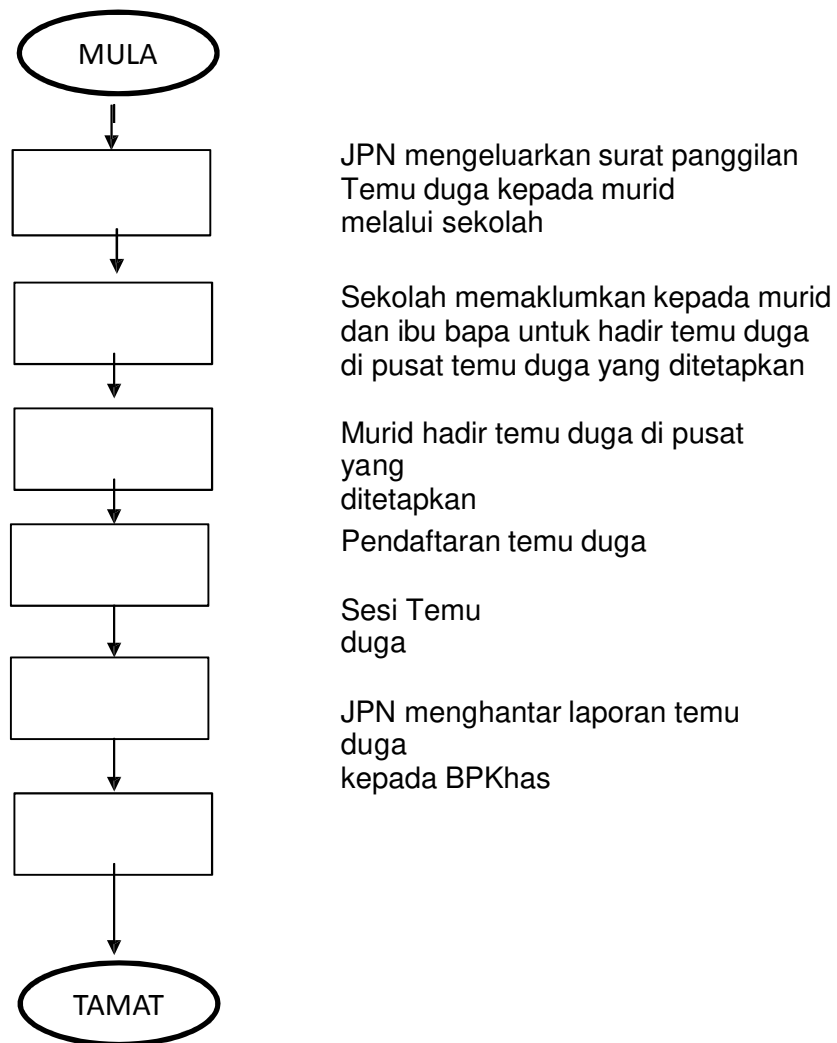 MULA
JPN mengeluarkan surat panggilan
Temu duga kepada murid
melalui sekolah
Sekolah memaklumkan kepada murid
dan ibu bapa untuk hadir temu duga
di pusat temu duga yang ditetapkan
Murid hadir temu duga di pusat
yang
ditetapkan
Pendaftaran temu duga
Sesi Temu
duga
JPN menghantar laporan temu
duga
kepada BPKhas
TAMAT